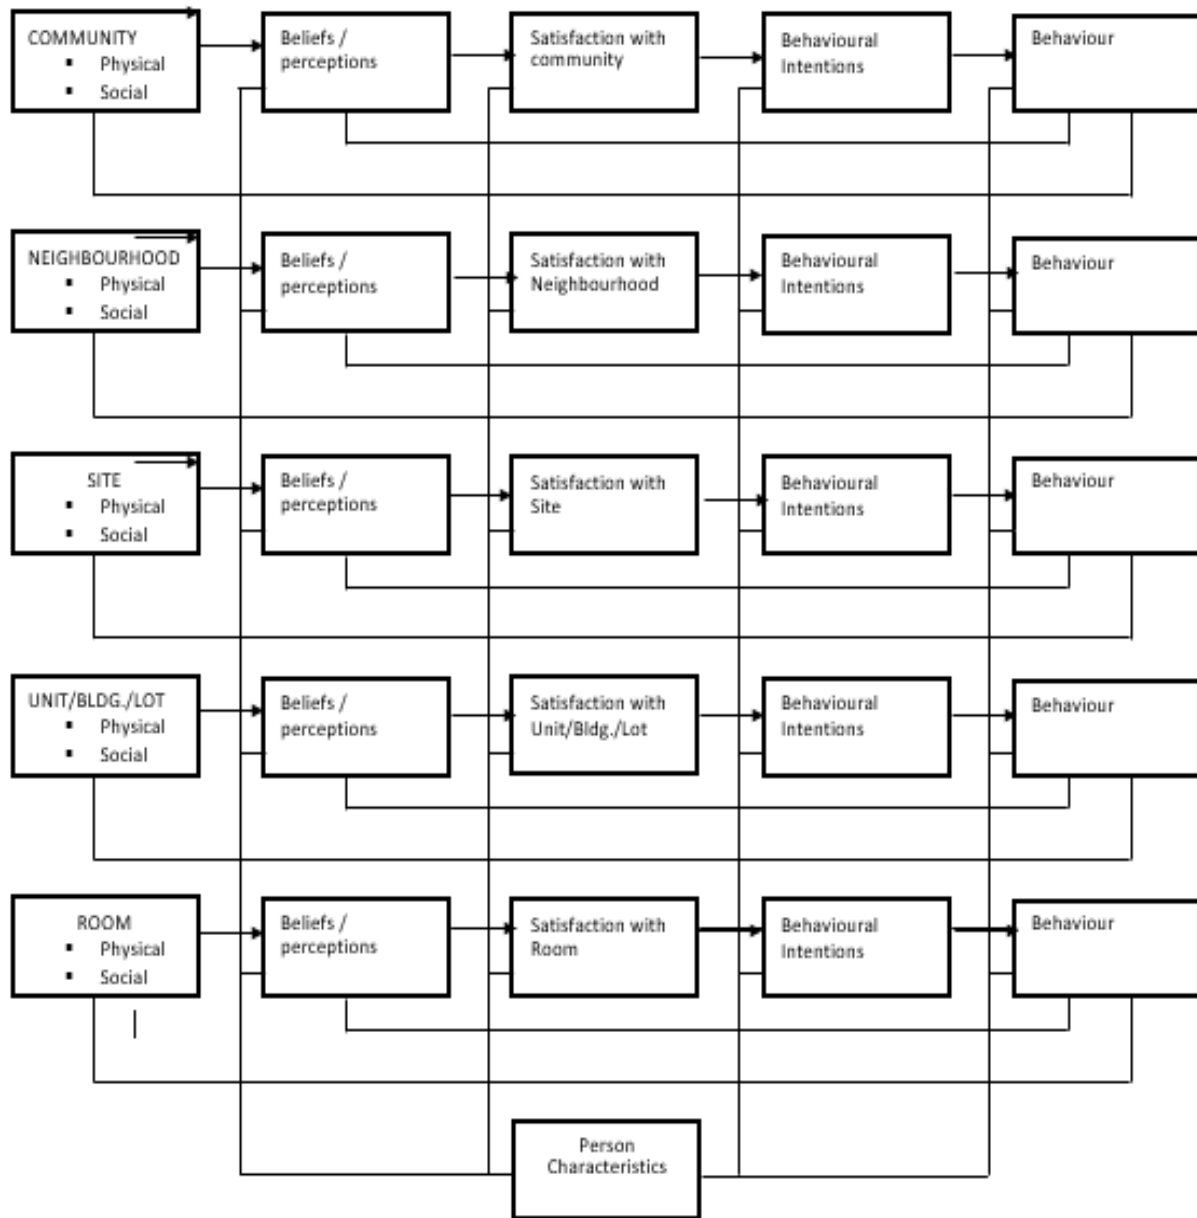 COMMUNITY
▪ Physical
▪ Social
Beliefs /
perceptions
Satisfaction with
community
Behavioural
Intentions
Behaviour
NEIGHBOURHOOD
▪ Physical
▪ Social
Beliefs /
perceptions
Satisfaction with
Neighbourhood
Behavioural
Intentions
Behaviour
SITE
▪ Physical
▪ Social
Beliefs /
perceptions
Satisfaction with
Site
Behavioural
Intentions
Behaviour
UNIT/BLDG./LOT
▪ Physical
▪ Social
Beliefs /
perceptions
Satisfaction with
Unit/Bldg./Lot
Behavioural
Intentions
Behaviour
ROOM
▪ Physical
▪ Social
Beliefs /
perceptions
Satisfaction with
Room
Behavioural
Intentions
Behaviour
Person
Characteristics